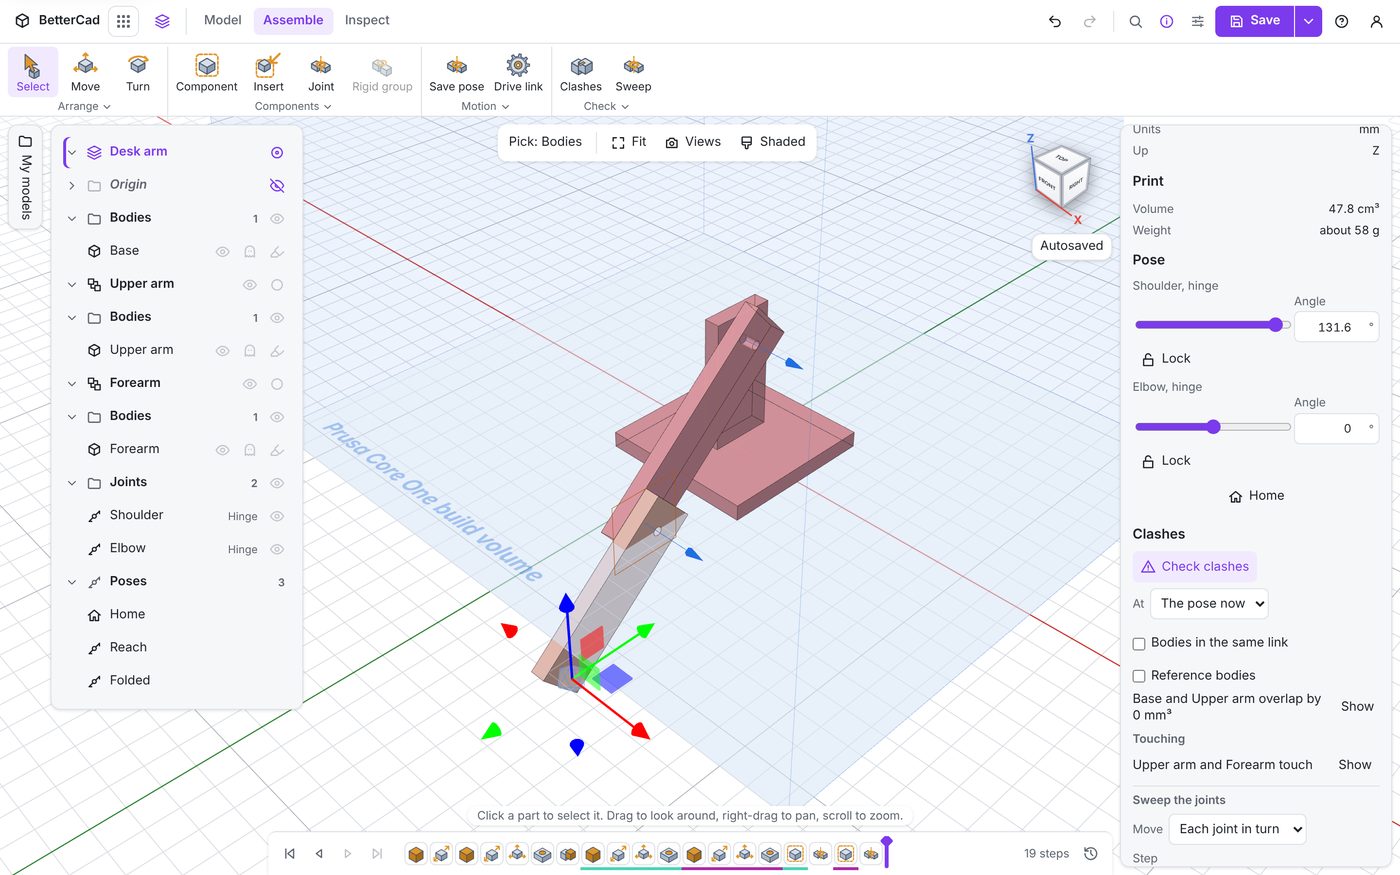 BetterCad
Model
Assemble
Inspect
Save
Select
Move
Turn
Component
Insert
Joint
Rigid group
Save pose
Drive link
Clashes
Sweep
Arrange
Components
Motion
Check
My models
Desk arm
Origin
Bodies 1
Base
Upper arm
Bodies 1
Upper arm
Forearm
Bodies 1
Forearm
Joints 2
Shoulder Hinge
Elbow Hinge
Poses 3
Home
Reach
Folded
Pick: Bodies
Fit
Views
Shaded
Z
TOP
FRONT
RIGHT
X
Autosaved
Prusa Core One build volume
Click a part to select it. Drag to look around, right-drag to pan, scroll to zoom.
19 steps
Units mm
Up Z
Print
Volume 47.8 cm³
Weight about 58 g
Pose
Shoulder, hinge
Angle
131.6 °
Lock
Elbow, hinge
Angle
0 °
Lock
Home
Clashes
Check clashes
At The pose now
Bodies in the same link
Reference bodies
Base and Upper arm overlap by
0 mm³
Show
Touching
Upper arm and Forearm touch Show
Sweep the joints
Move Each joint in turn
Step